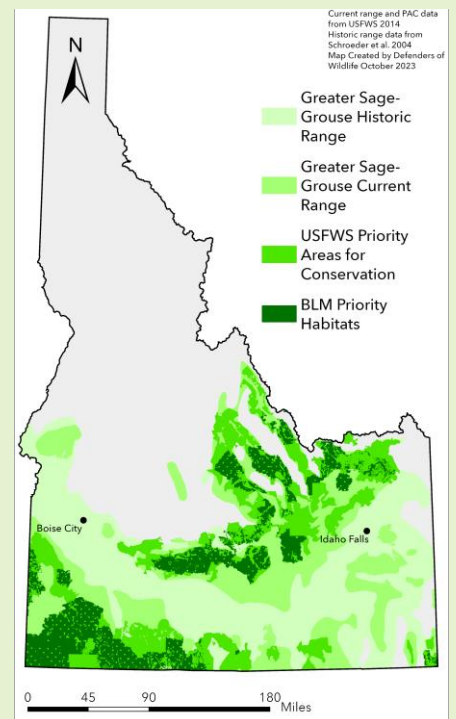 Current range and PAC data
from USFWS 2014
Historic range data from
Schroeder et al. 2004
Map Created by Defenders of
Wildlife October 2023
N
Greater Sage-
Grouse Historic
Range
Greater Sage-
Grouse Current
Range
USFWS Priority
Areas for
Conservation
BLM Priority
Habitats
Boise City
Idaho Falls
0 45 90 180
Miles